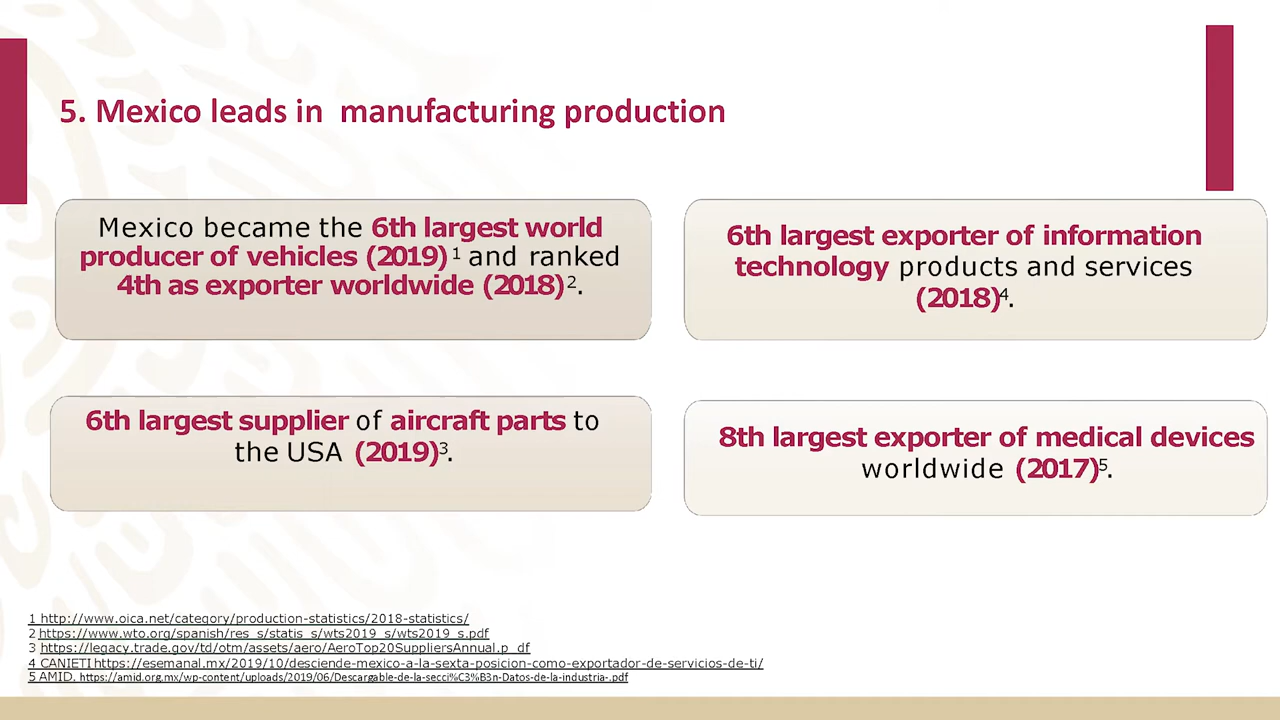 5. Mexico leads in manufacturing production
Mexico became the 6th largest world
producer of vehicles (2019)1 and ranked
4th as exporter worldwide (2018)2.
6th largest exporter of information
technology products and services
(2018)4.
6th largest supplier of aircraft parts to
the USA (2019)3.
8th largest exporter of medical devices
worldwide (2017)5.
1 http://www.oica.net/category/production-statistics/2018-statistics/
2 https://www.wto.org/spanish/res_s/statis_s/wts2019_s/wts2019_s.pdf
3 https://legacy.trade.gov/td/otm/assets/aero/AeroTop20SuppliersAnnual.p_df
4 CANIETI https://esemanal.mx/2019/10/desciende-mexico-a-la-sexta-posicion-como-exportador-de-servicios-de-ti/
5 AMID. https://amid.org.mx/wp-content/uploads/2019/06/Descargable-de-la-secci%C3%B3n-Datos-de-la-industria-.pdf